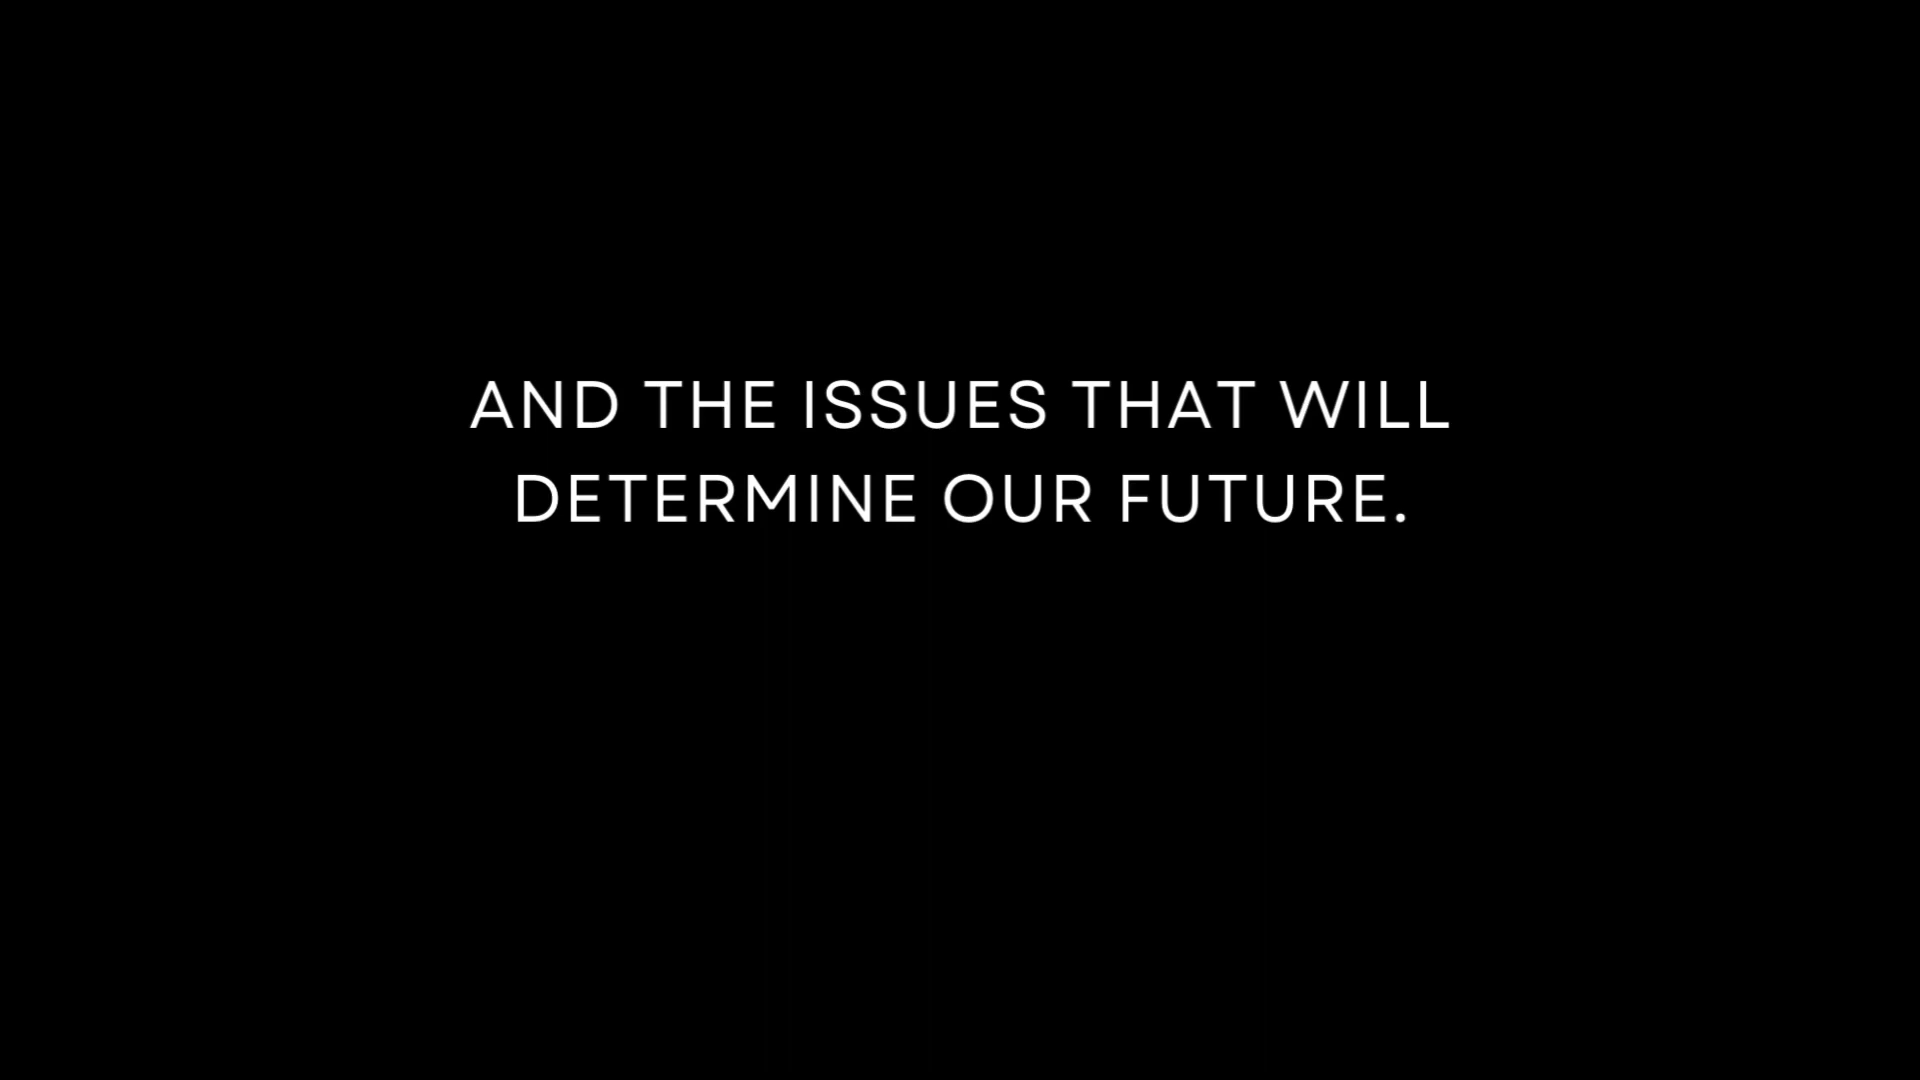 AND THE ISSUES THAT WILL
DETERMINE OUR FUTURE.